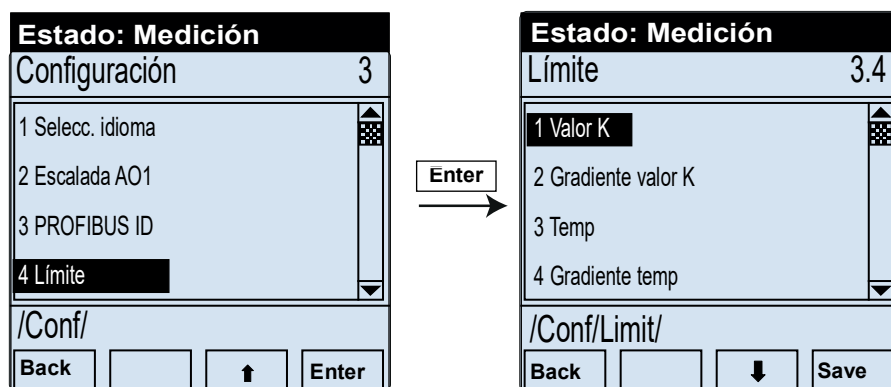 Estado: Medición
Configuración 3
1 Selecc. idioma
2 Escalada AO1
3 PROFIBUS ID
4 Límite
/Conf/
Back Enter
Enter
Estado: Medición
Límite 3.4
1 Valor K
2 Gradiente valor K
3 Temp
4 Gradiente temp
/Conf/Limit/
Back Save